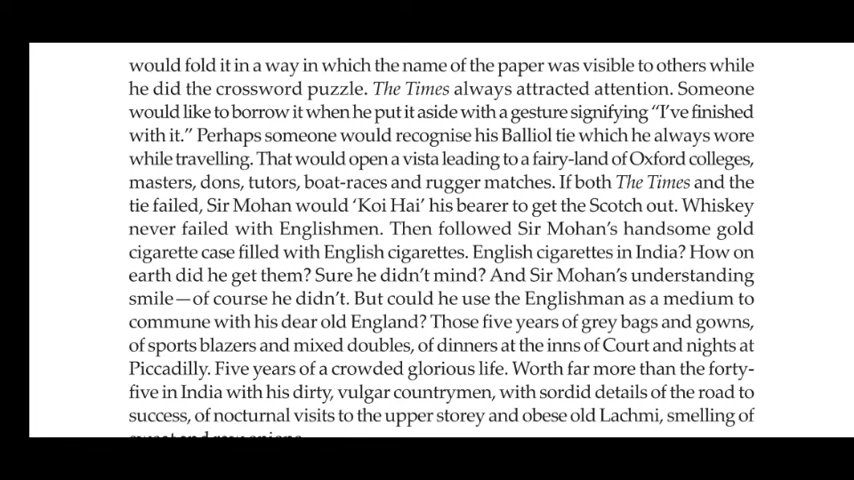 would fold it in a way in which the name of the paper was visible to others while
he did the crossword puzzle. The Times always attracted attention. Someone
would like to borrow it when he put it aside with a gesture signifying “I’ve finished
with it.” Perhaps someone would recognise his Balliol tie which he always wore
while travelling. That would open a vista leading to a fairy-land of Oxford colleges,
masters, dons, tutors, boat-races and rugger matches. If both The Times and the
tie failed, Sir Mohan would ‘Koi Hai’ his bearer to get the Scotch out. Whiskey
never failed with Englishmen. Then followed Sir Mohan’s handsome gold
cigarette case filled with English cigarettes. English cigarettes in India? How on
earth did he get them? Sure he didn’t mind? And Sir Mohan’s understanding
smile—of course he didn’t. But could he use the Englishman as a medium to
commune with his dear old England? Those five years of grey bags and gowns,
of sports blazers and mixed doubles, of dinners at the inns of Court and nights at
Piccadilly. Five years of a crowded glorious life. Worth far more than the forty-
five in India with his dirty, vulgar countrymen, with sordid details of the road to
success, of nocturnal visits to the upper storey and obese old Lachmi, smelling of